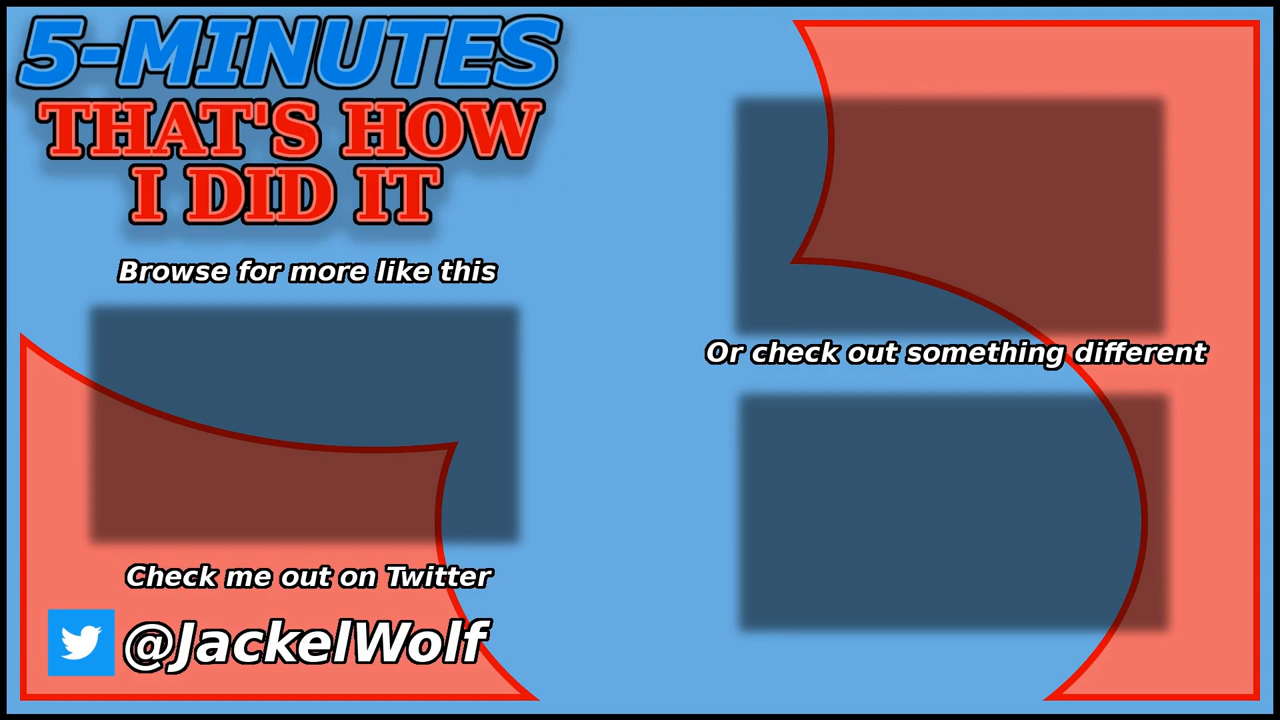 5-MINUTES
THAT'S HOW
I DID IT
Browse for more like this
Or check out something different
Check me out on Twitter
@JackelWolf